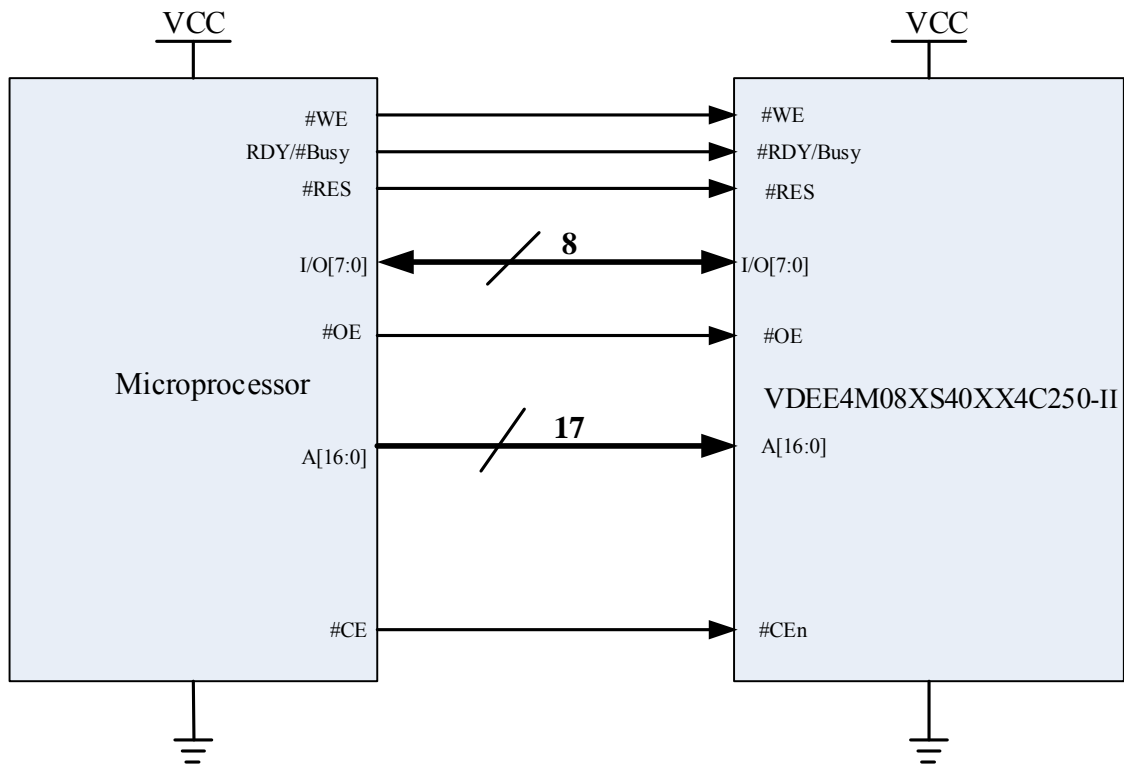 VCC
VCC
#WE
#WE
RDY/#Busy
#RDY/Busy
#RES
#RES
8
I/O[7:0]
I/O[7:0]
#OE
#OE
Microprocessor
VDEE4M08XS40XX4C250-II
17
A[16:0]
A[16:0]
#CE
#CEn